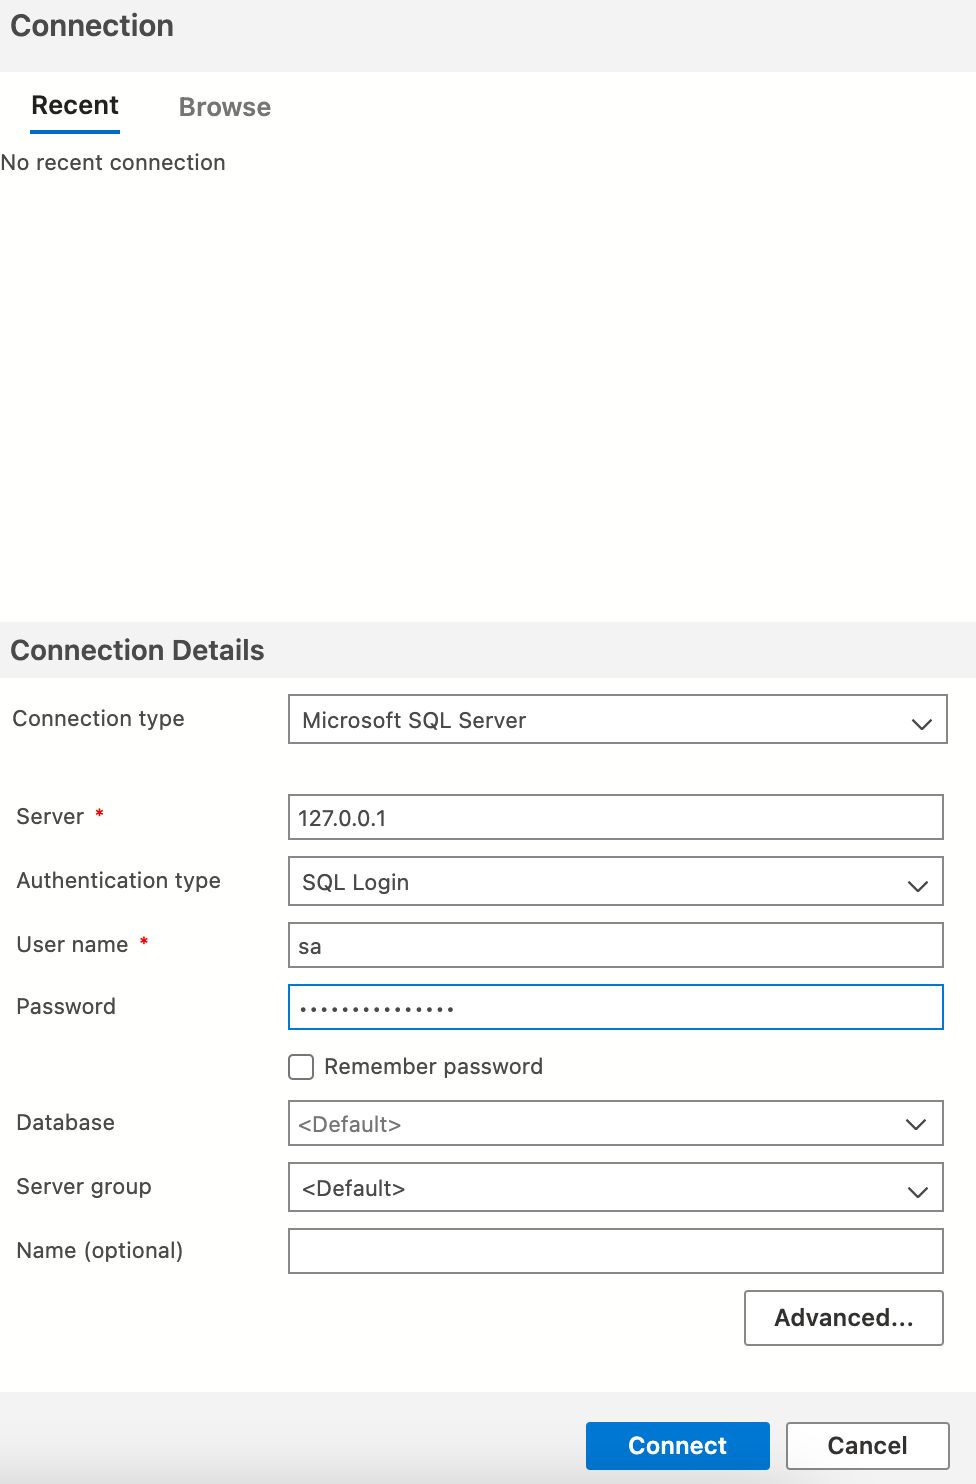 Connection
Recent Browse
No recent connection
Connection Details
Connection type Microsoft SQL Server
Server * 127.0.0.1
Authentication type SQL Login
User name * sa
Password •••••••••••••••
Remember password
Database <Default>
Server group <Default>
Name (optional)
Advanced...
Connect Cancel